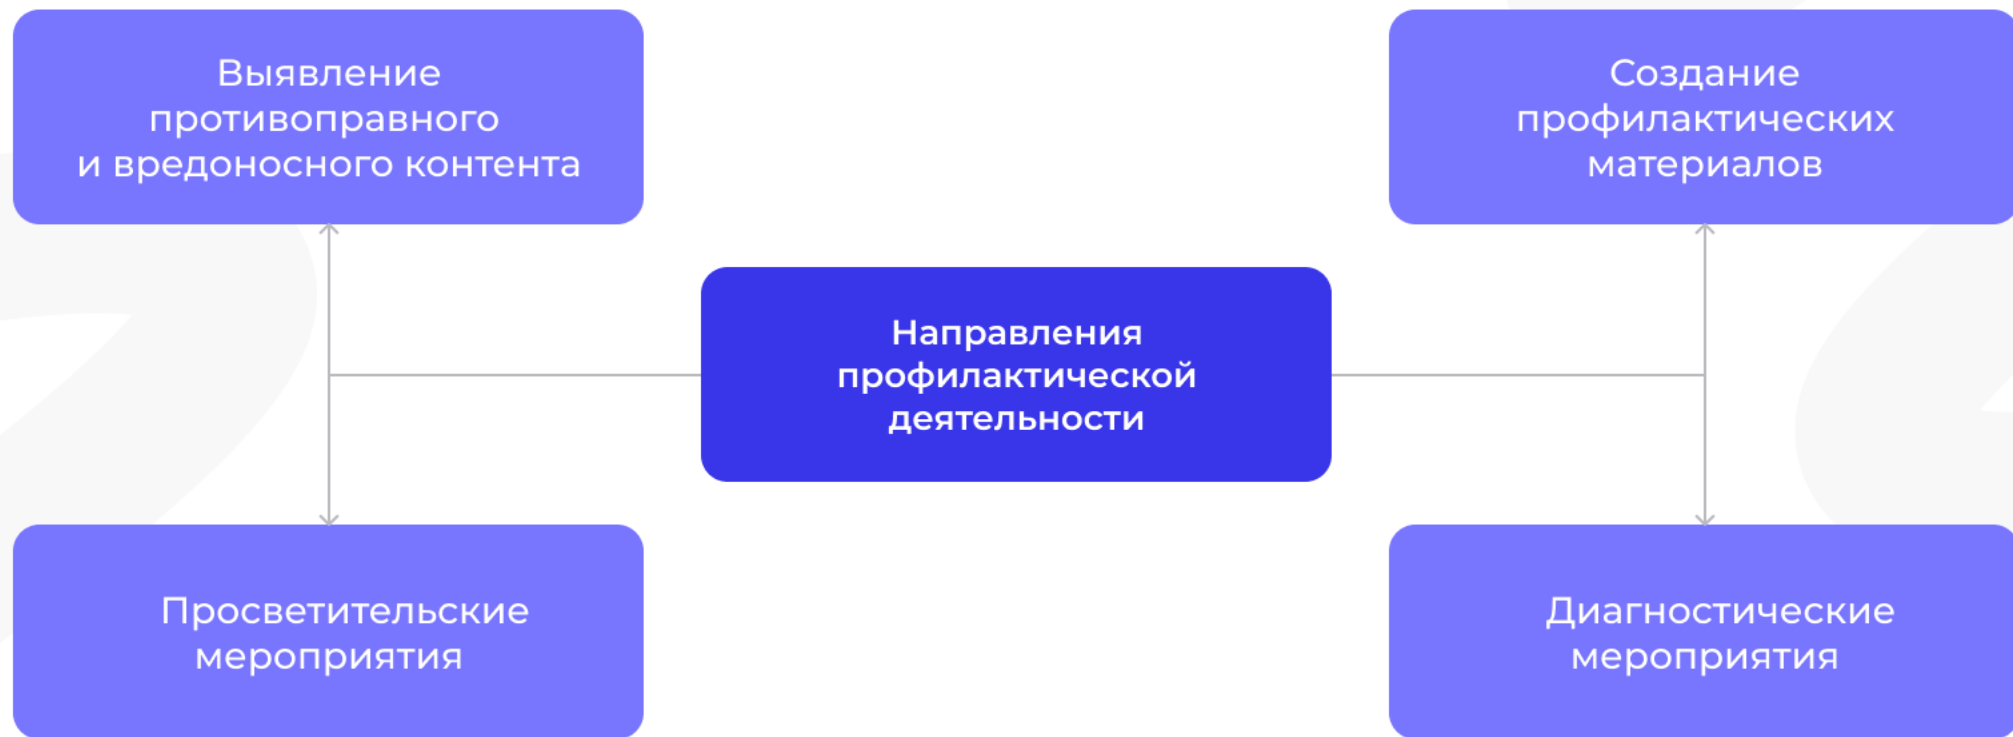 Выявление
противоправного
и вредоносного контента
Создание
профилактических
материалов
Направления
профилактической
деятельности
Просветительские
мероприятия
Диагностические
мероприятия